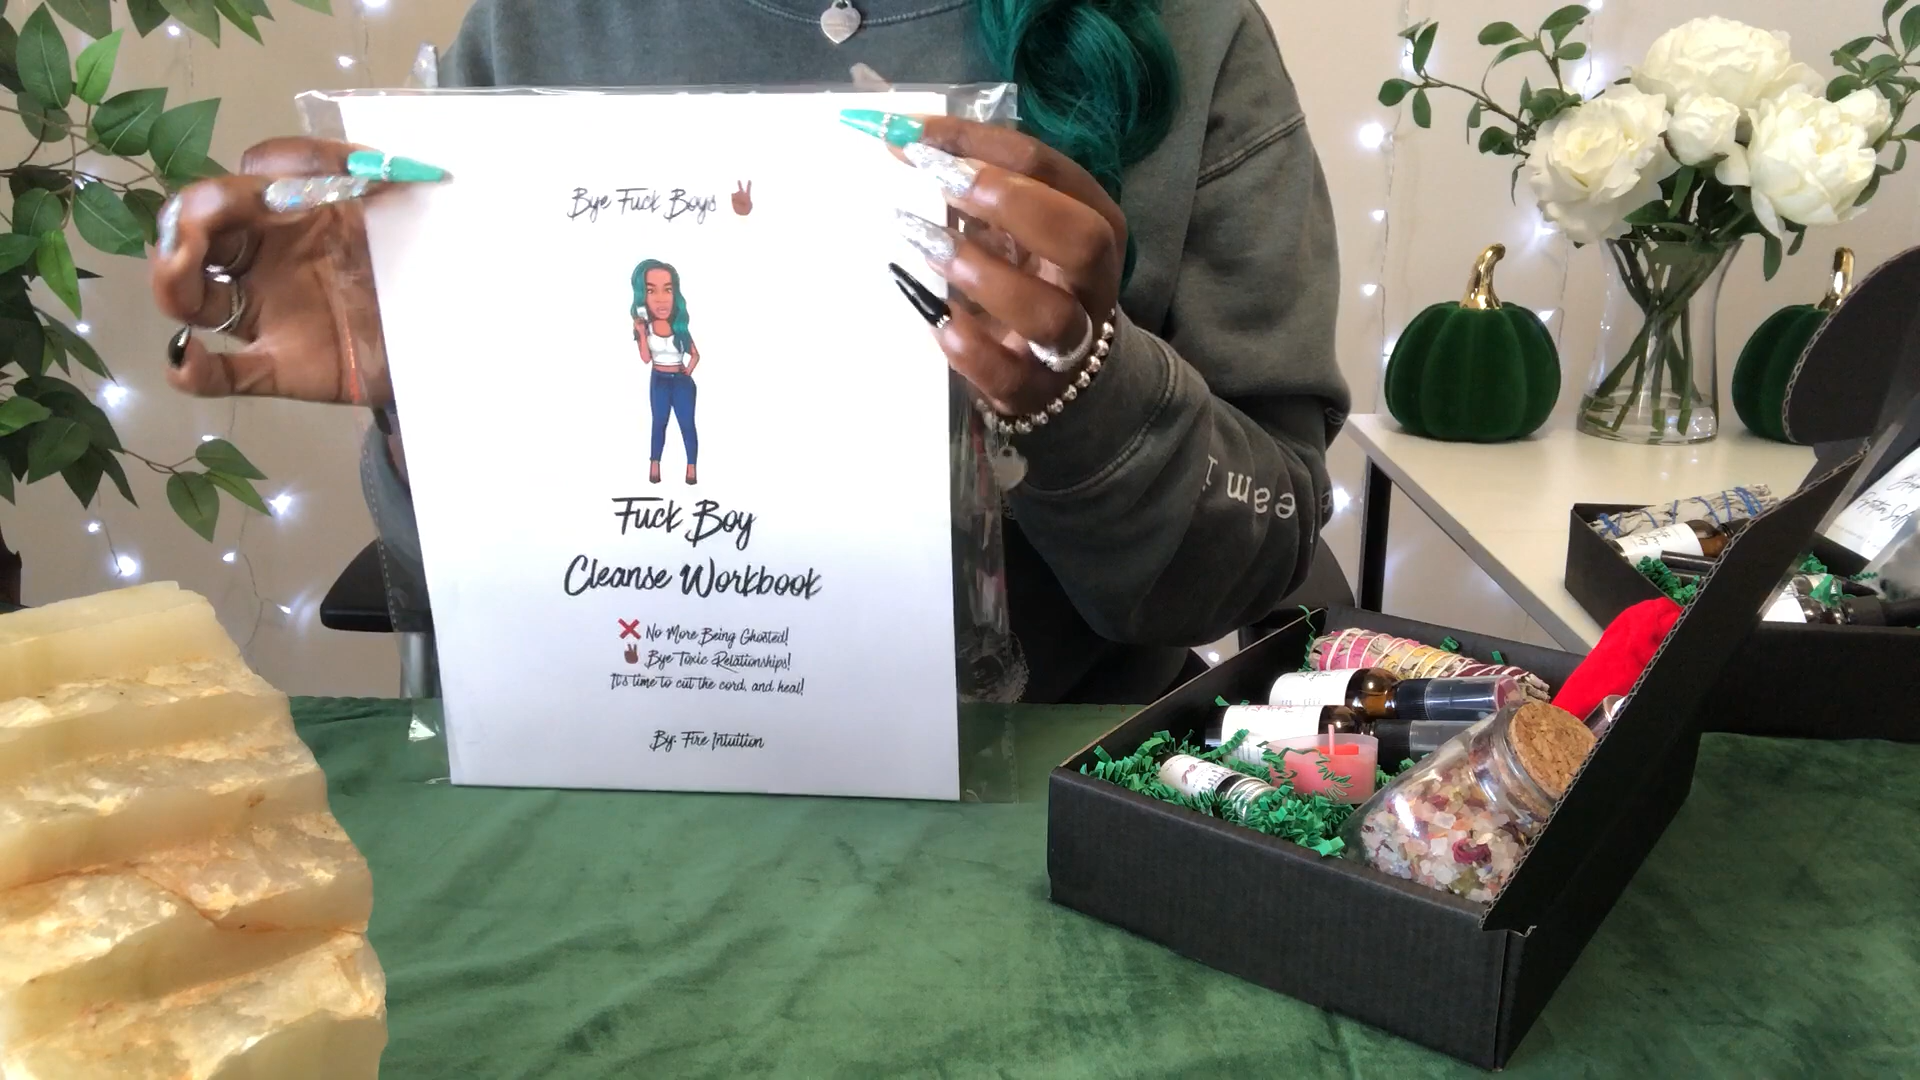 Bye Fuck Boys ✌🏾
Fuck Boy
Cleanse Workbook
❌ No More Being Ghosted!
✌🏾 Bye Toxic Relationships!
It's time to cut the cord, and heal!
By: Fire Intuition